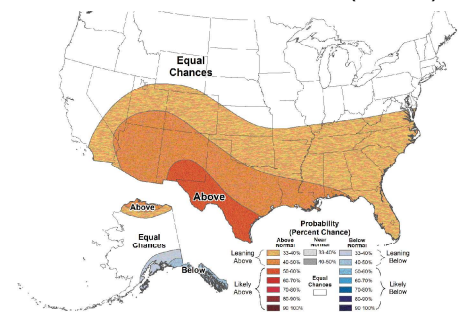 Equal
Chances
Above
Above
Equal
Chances
Below
Probability
(Percent Chance)
Above
Normal
Near
Normal
Below
Normal
Leaning
Above
33-40%
40-50%
33-40%
40-50%
33-40%
40-50%
Leaning
Below
Likely
Above
50-60%
60-70%
70-80%
80-90%
90-100%
Equal
Chances
50-60%
60-70%
70-80%
80-90%
90-100%
Likely
Below